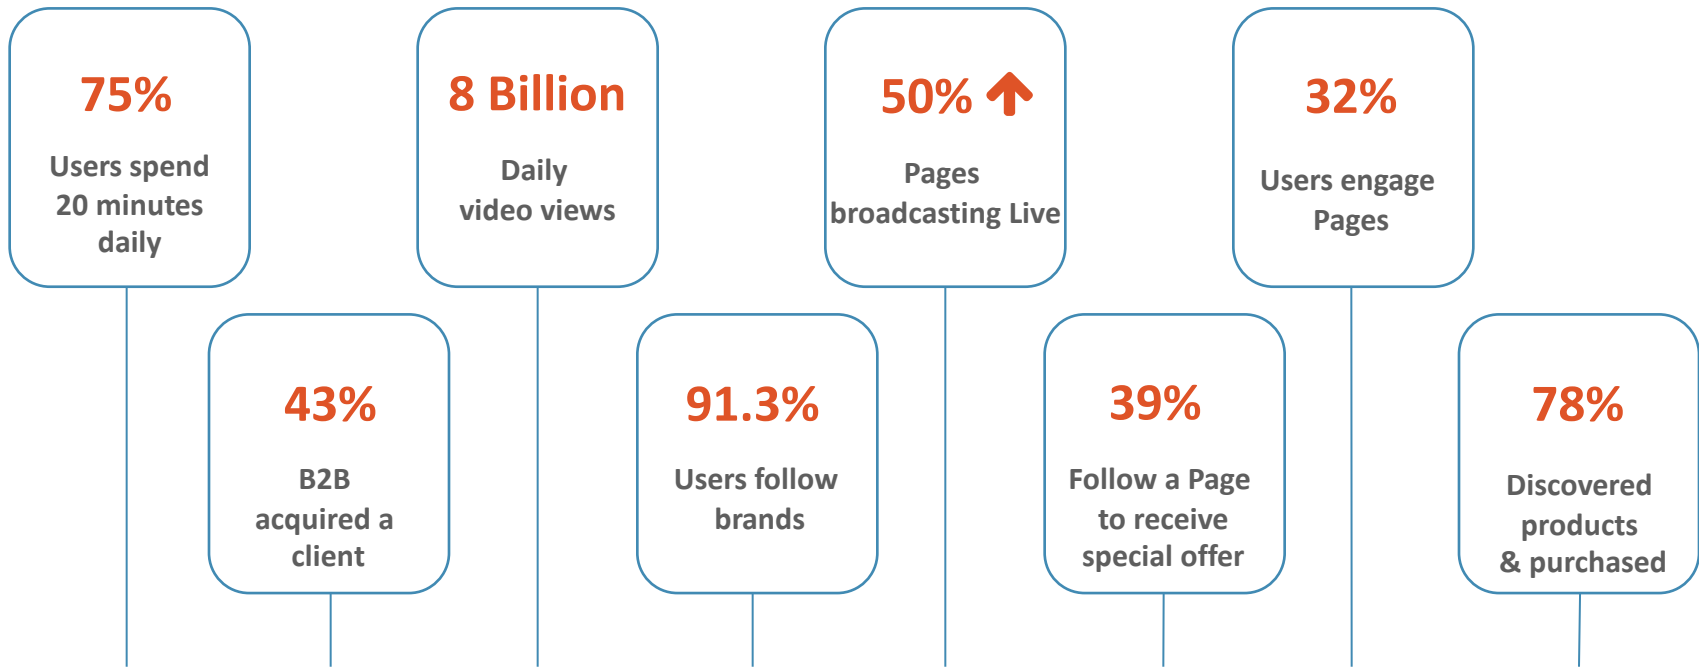 75%
Users spend
20 minutes
daily
8 Billion
Daily
video views
50%
Pages
broadcasting Live
32%
Users engage
Pages
43%
B2B
acquired a
client
91.3%
Users follow
brands
39%
Follow a Page
to receive
special offer
78%
Discovered
products
& purchased